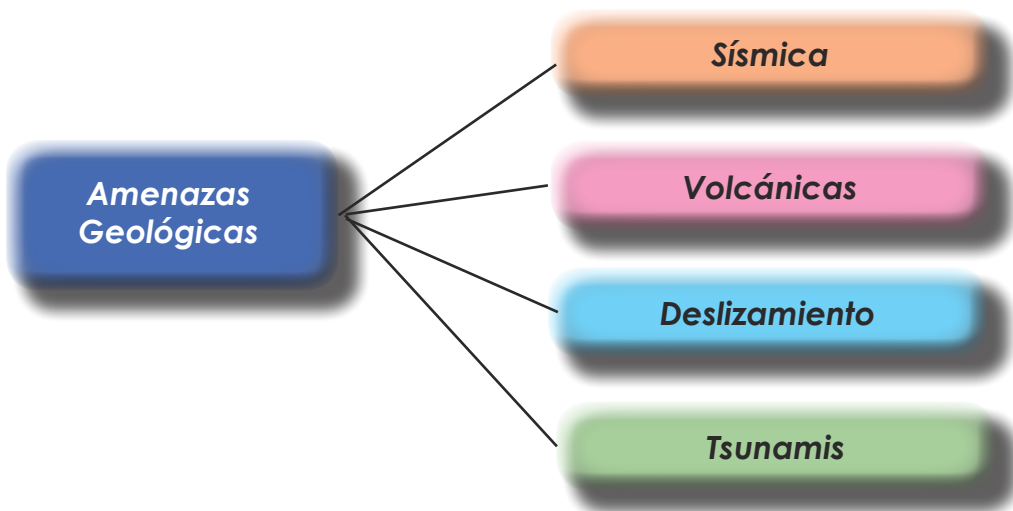 Amenazas
Geológicas
Sísmica
Volcánicas
Deslizamiento
Tsunamis